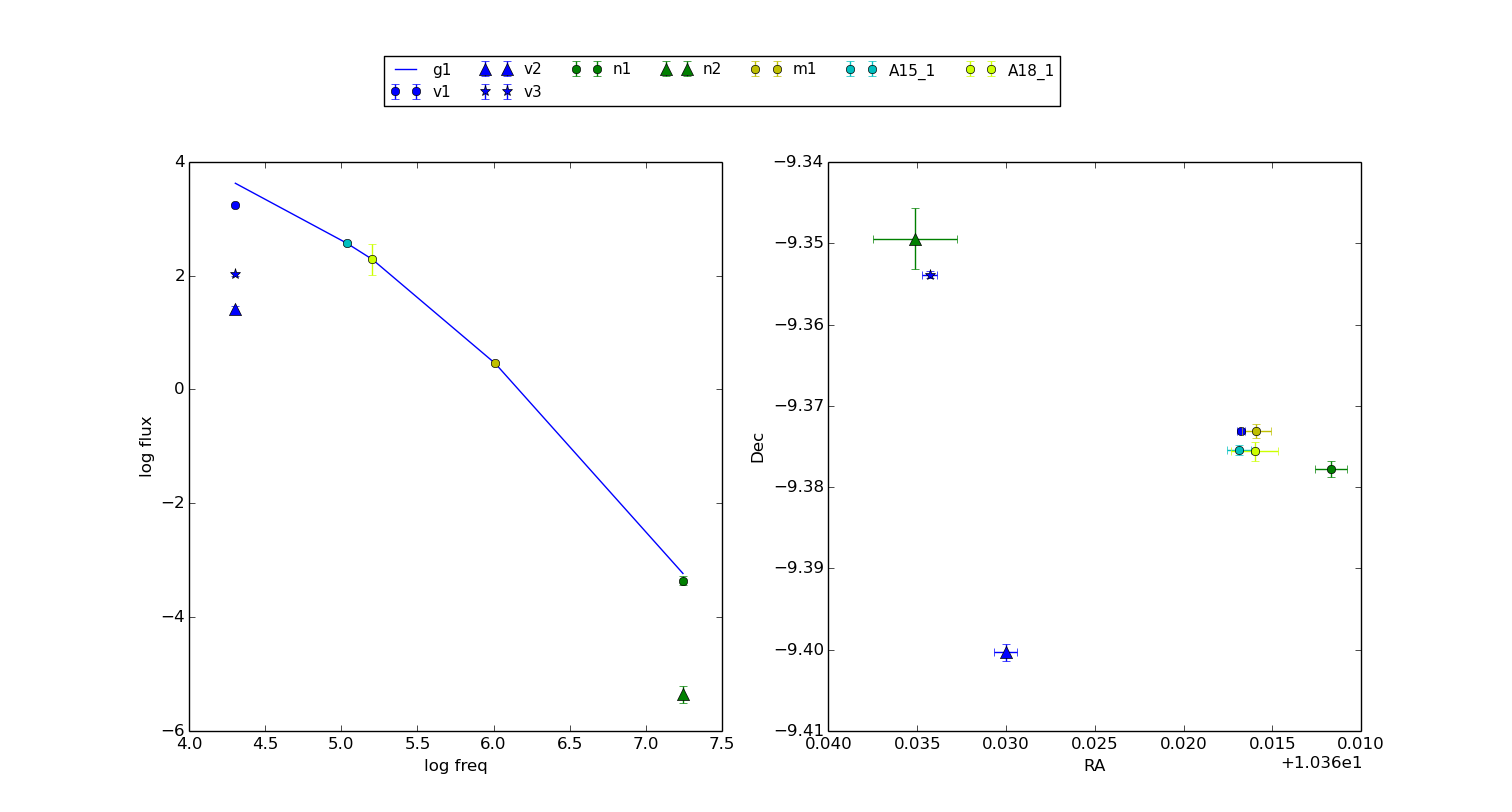 g1 v2 n1 n2 m1 A15_1 A18_1
v1 v3
4
2
0
−2
−4
−6
log flux
4.0 4.5 5.0 5.5 6.0 6.5 7.0 7.5
log freq
−9.34
−9.35
−9.36
−9.37
−9.38
−9.39
−9.40
−9.41
Dec
0.040 0.035 0.030 0.025 0.020 0.015 0.010
+1.036e1
RA